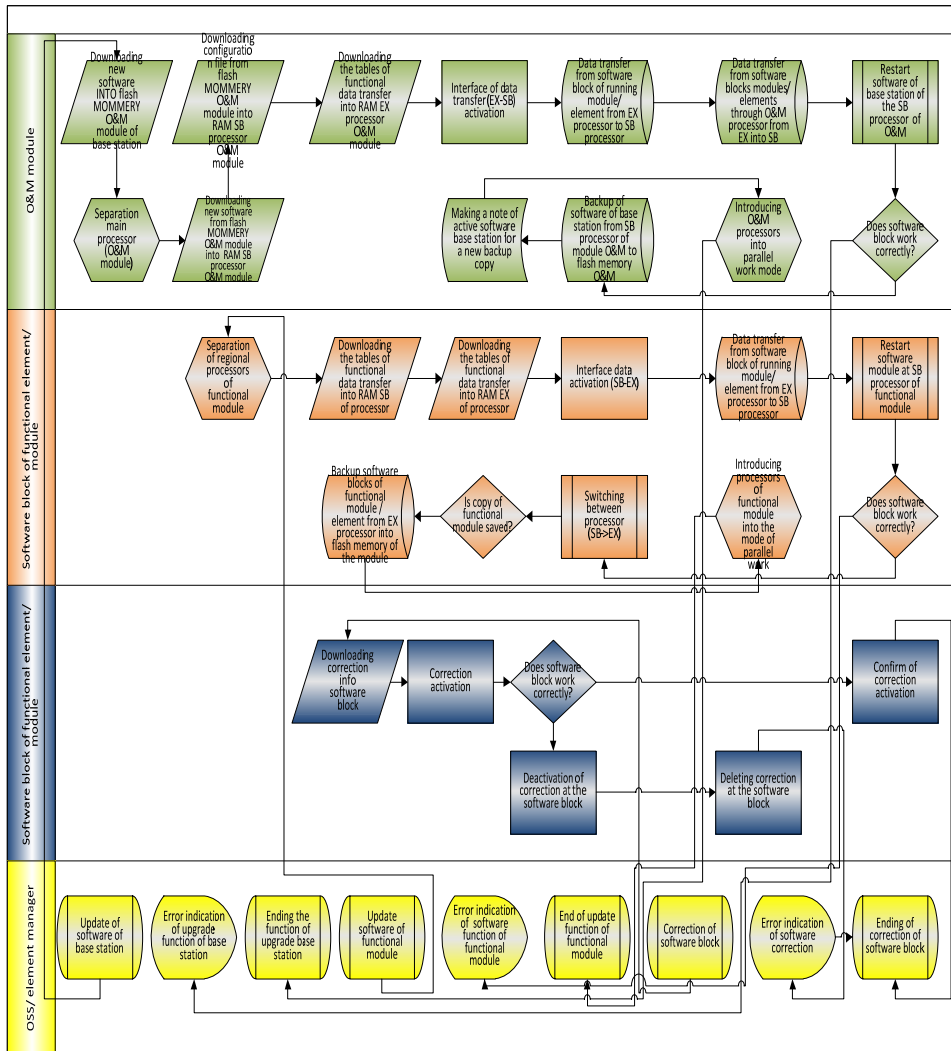 O&M module
Downloading
new
software
INTO flash
MOMMERY
O&M
module of
base station
Downloading
configuratio
n file from
flash
MOMMERY
O&M
module into
RAM SB
processor
O&M module
Downloading
the tables of
functional
data transfer
into RAM EX
processor
O&M
module
Interface of data
transfer(EX-SB)
activation
Data transfer
from software
block of running
module/
element from EX
processor to SB
processor
Data transfer
from software
blocks modules/
elements
through O&M
processor from
EX into SB
Restart
software of
base station of
the SB
processor of
O&M
Separation
main
processor
(O&M
module)
Downloading
new software
from flash
MOMMERY
O&M module
into RAM SB
processor
O&M module
Making a note of
active software
base station for
a new backup
copy
Backup of
software of base
station from SB
processor of
module O&M to
flash memory
O&M
Introducing
O&M
processors
into
parallel
work mode
Does software
block work
correctly?
Software block of functional element/
module
Separation
of regional
processors of
functional
module
Downloading
the tables of
functional
data transfer
into RAM SB
of processor
Downloading
the tables of
functional
data transfer
into RAM EX
of processor
Interface data
activation (SB-EX)
Data transfer
from software
block of running
module/
element from EX
processor to SB
processor
Restart
software
module at SB
processor of
functional
module
Backup software
blocks of
functional
module /
element from EX
processor into
flash memory of
the module
Is copy of
functional
module saved?
Switching
between
processor
(SB->EX)
Introducing
processors
of
functional
module
into the
mode of
parallel
work
Does software
block work
correctly?
Software block of functional element/
module
Downloading
correction
info
software
block
Correction
activation
Does software
block work
correctly?
Confirm of
correction
activation
Deactivation of
correction at the
software block
Deleting correction
at the software
block
OSS/ element manager
Update of
software of
base station
Error indication
of upgrade
function of base
station
Ending the
function of
upgrade base
station
Update
software of
functional
module
Error indication
of software
function of
functional
module
End of update
function of
functional
module
Correction
of software
block
Error indication
of software
correction
Ending of
correction of
software block